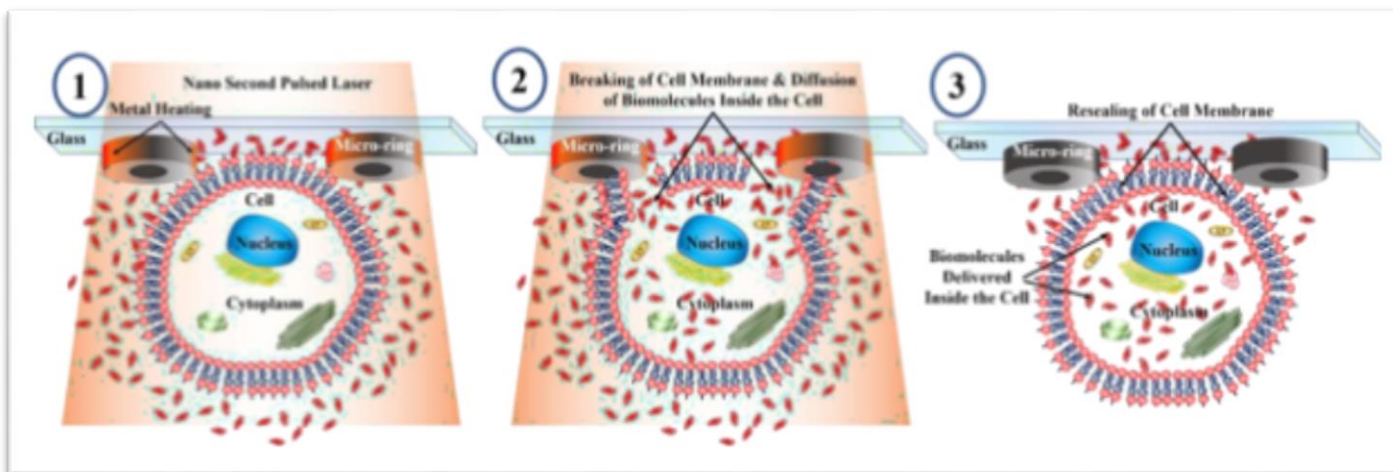 1
Nano Second Pulsed Laser
Metal Heating
Glass
Micro-ring
Cell
Nucleus
Cytoplasm
2
Breaking of Cell Membrane & Diffusion
of Biomolecules Inside the Cell
Glass
Micro-ring
Cell
Nucleus
Cytoplasm
3
Resealing of Cell Membrane
Glass
Micro-ring
Cell
Nucleus
Biomolecules
Delivered
Inside the Cell
Cytoplasm